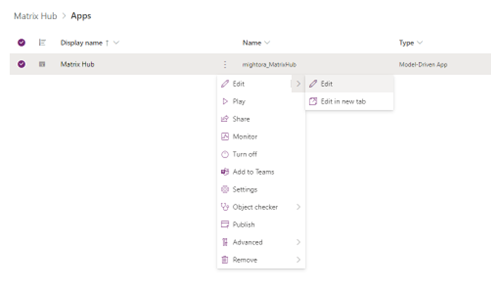 Matrix Hub > Apps
Display name ↑ Name Type
Matrix Hub mightora_MatrixHub Model-Driven App
Edit Edit
Play Edit in new tab
Share
Monitor
Turn off
Add to Teams
Settings
Object checker
Publish
Advanced
Remove